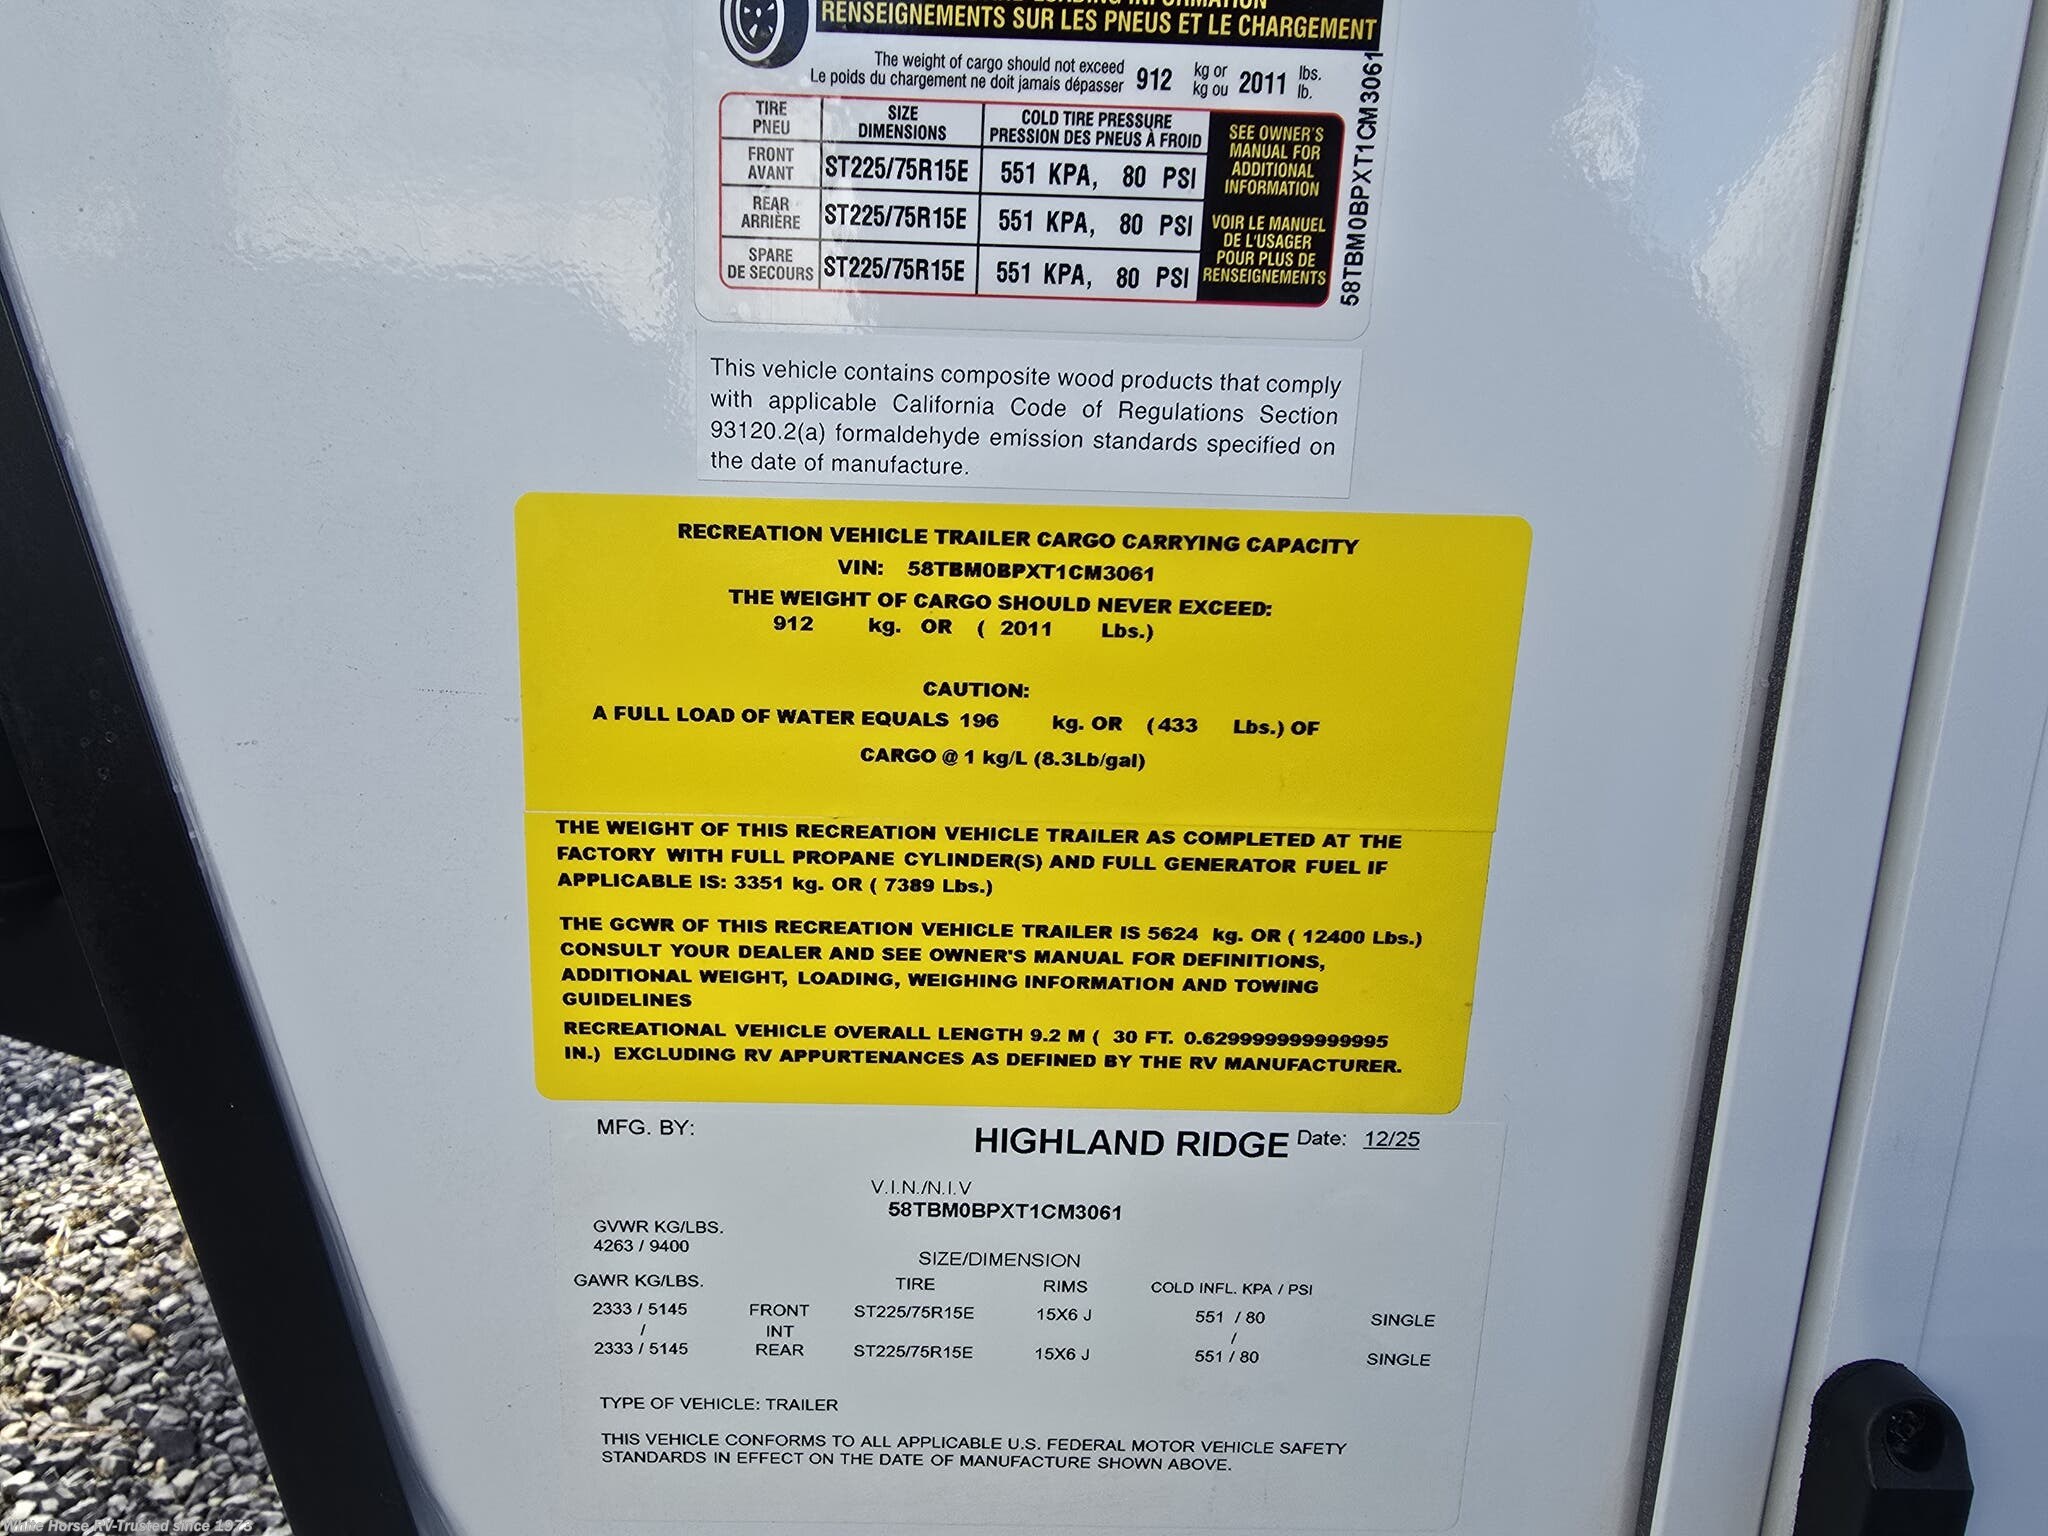 RENSEIGNEMENTS SUR LES PNEUS ET LE CHARGEMENT
The weight of cargo should not exceed 912 kg or 2011 lbs.
Le poids du chargement ne doit jamais dépasser kg ou lb.
TIRE SIZE COLD TIRE PRESSURE
PNEU DIMENSIONS PRESSION DES PNEUS À FROID
FRONT
AVANT ST225/75R15E 551 KPA, 80 PSI
REAR
ARRIÈRE ST225/75R15E 551 KPA, 80 PSI
SPARE
DE SECOURS ST225/75R15E 551 KPA, 80 PSI
SEE OWNER'S
MANUAL FOR
ADDITIONAL
INFORMATION
VOIR LE MANUEL
DE L'USAGER
POUR PLUS DE
RENSEIGNEMENTS
58TBM0BPXT1CM3061
This vehicle contains composite wood products that comply
with applicable California Code of Regulations Section
93120.2(a) formaldehyde emission standards specified on
the date of manufacture.
RECREATION VEHICLE TRAILER CARGO CARRYING CAPACITY
VIN: 58TBM0BPXT1CM3061
THE WEIGHT OF CARGO SHOULD NEVER EXCEED:
912 kg. OR ( 2011 Lbs.)
CAUTION:
A FULL LOAD OF WATER EQUALS 196 kg. OR (433 Lbs.) OF
CARGO @ 1 kg/L (8.3Lb/gal)
THE WEIGHT OF THIS RECREATION VEHICLE TRAILER AS COMPLETED AT THE
FACTORY WITH FULL PROPANE CYLINDER(S) AND FULL GENERATOR FUEL IF
APPLICABLE IS: 3351 kg. OR ( 7389 Lbs.)
THE GCWR OF THIS RECREATION VEHICLE TRAILER IS 5624 kg. OR ( 12400 Lbs.)
CONSULT YOUR DEALER AND SEE OWNER'S MANUAL FOR DEFINITIONS,
ADDITIONAL WEIGHT, LOADING, WEIGHING INFORMATION AND TOWING
GUIDELINES
RECREATIONAL VEHICLE OVERALL LENGTH 9.2 M ( 30 FT. 0.629999999999995
IN.) EXCLUDING RV APPURTENANCES AS DEFINED BY THE RV MANUFACTURER.
MFG. BY: HIGHLAND RIDGE Date: 12/25
V.I.N./N.I.V
58TBM0BPXT1CM3061
GVWR KG/LBS.
4263 / 9400
SIZE/DIMENSION
GAWR KG/LBS. TIRE RIMS COLD INFL. KPA / PSI
2333 / 5145 FRONT ST225/75R15E 15X6 J 551 / 80 SINGLE
/ INT /
2333 / 5145 REAR ST225/75R15E 15X6 J 551 / 80 SINGLE
TYPE OF VEHICLE: TRAILER
THIS VEHICLE CONFORMS TO ALL APPLICABLE U.S. FEDERAL MOTOR VEHICLE SAFETY
STANDARDS IN EFFECT ON THE DATE OF MANUFACTURE SHOWN ABOVE.
White Horse RV-Trusted since 1973